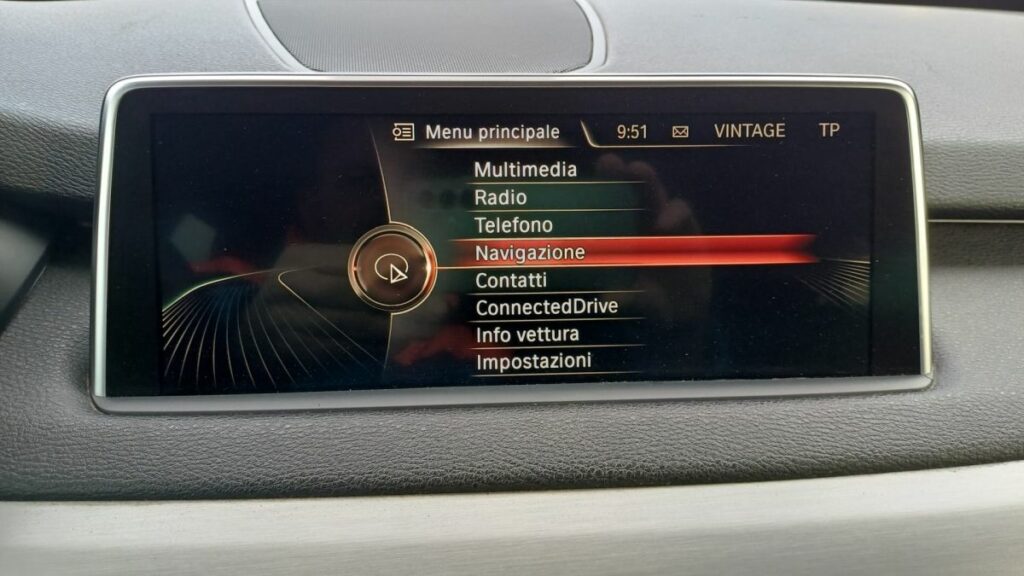 Menu principale 9:51 VINTAGE TP
Multimedia
Radio
Telefono
Navigazione
Contatti
ConnectedDrive
Info vettura
Impostazioni